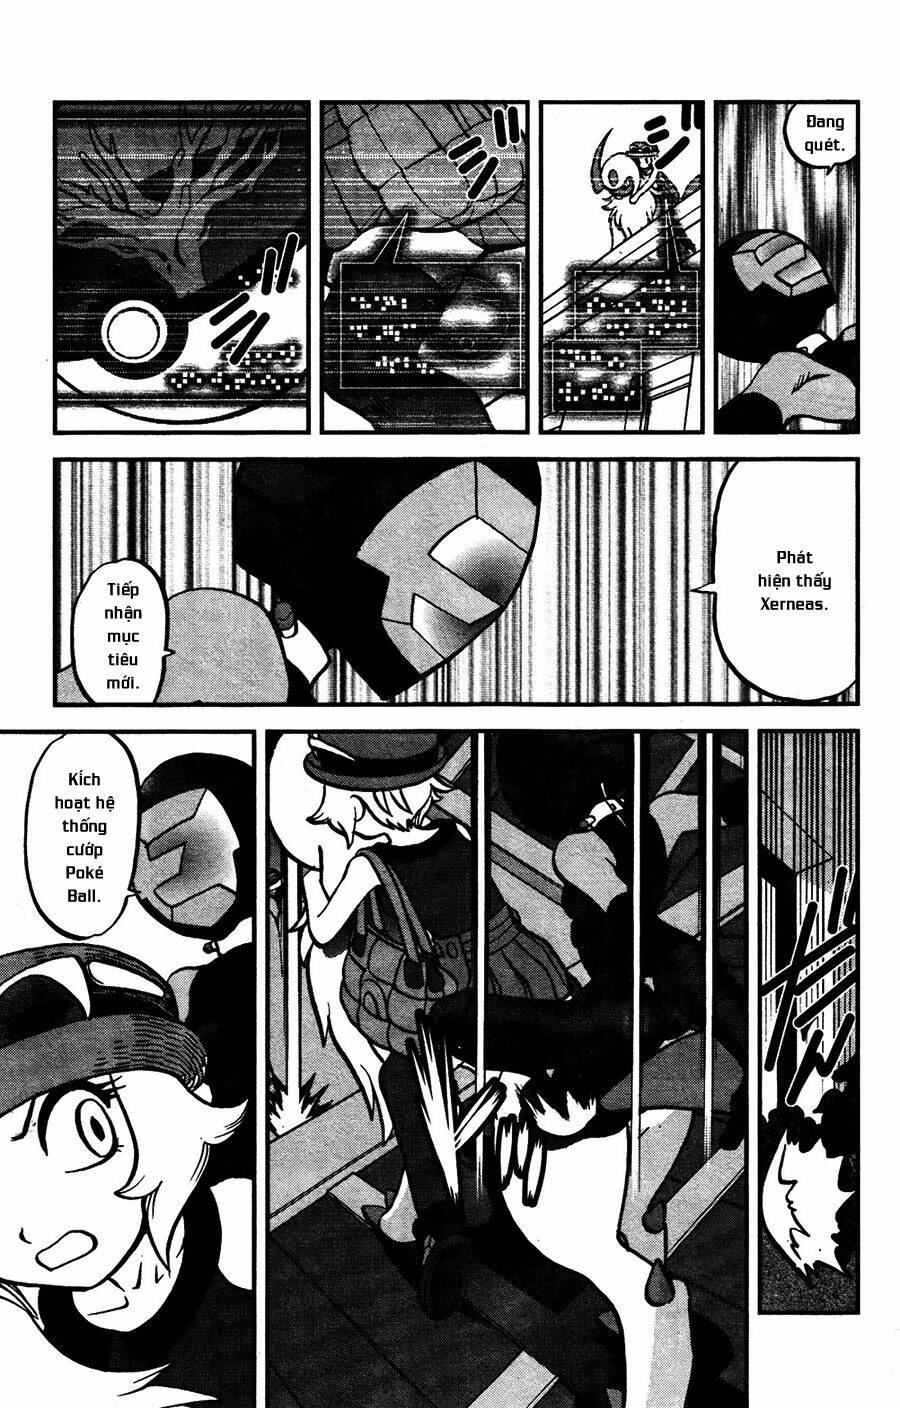 Đang
quét.
Phát
hiện thấy
Xerneas.
Tiếp
nhận
mục
tiêu
mới.
Kích
hoạt hệ
thống
cướp
Poké
Ball.